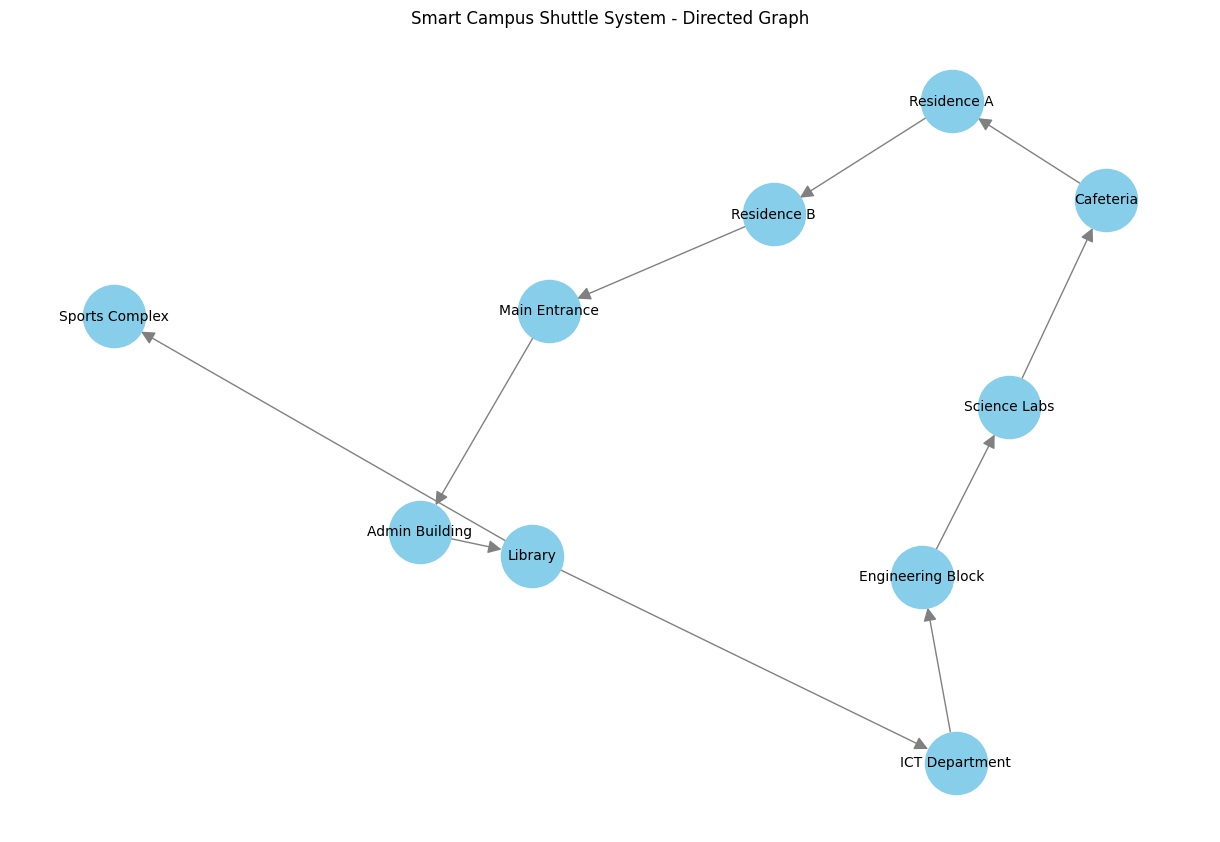 Smart Campus Shuttle System - Directed Graph
Residence A
Cafeteria
Residence B
Main Entrance
Sports Complex
Science Labs
Admin Building
Library
Engineering Block
ICT Department